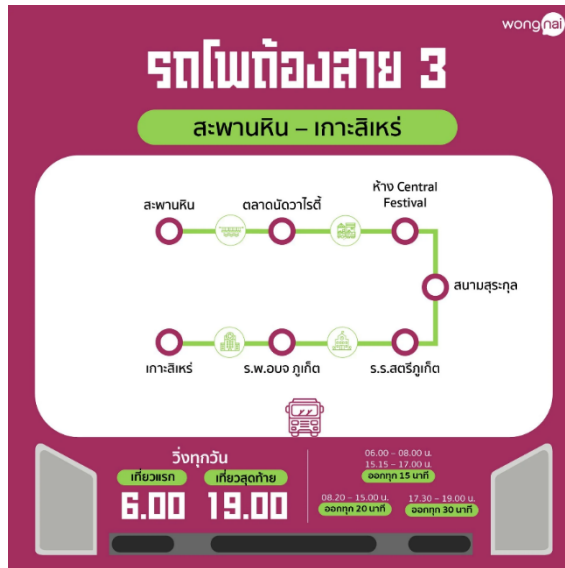 wongnai
รถโพถ้องสาย 3
สะพานหิน – เกาะสิเหร่
สะพานหิน
ตลาดนัดวาไรตี้
ห้าง Central
Festival
สนามสุระกุล
เกาะสิเหร่
ร.พ.อบจ ภูเก็ต
ร.ร.สตรีภูเก็ต
วิ่งทุกวัน
เที่ยวแรก
เที่ยวสุดท้าย
6.00
19.00
06.00 – 08.00 น.
15.15 – 17.00 น.
ออกทุก 15 นาที
08.20 – 15.00 น.
ออกทุก 20 นาที
17.30 – 19.00 น.
ออกทุก 30 นาที